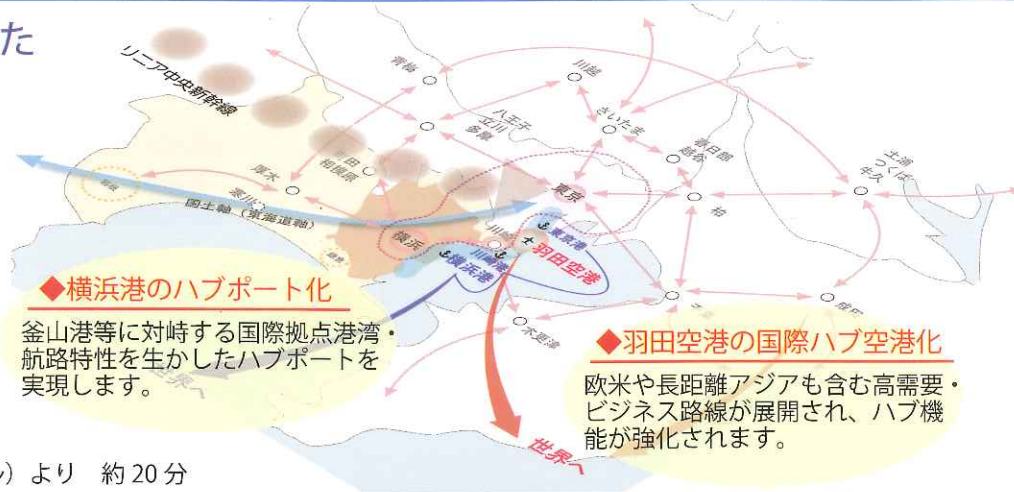 た
リニア中央新幹線
青梅
川越
八王子
立川
多摩
さいたま
春日部
越谷
土浦
つくば
牛久
柏
東京
相模原
厚木
国土軸（東海道軸）
横浜
川崎
川崎港
横浜港
東京港
羽田空港
木更津
世界へ
世界へ
◆横浜港のハブポート化
釜山港等に対峙する国際拠点港湾・
航路特性を生かしたハブポートを
実現します。
◆羽田空港の国際ハブ空港化
欧米や長距離アジアも含む高需要・
ビジネス路線が展開され、ハブ機
能が強化されます。
より 約20分